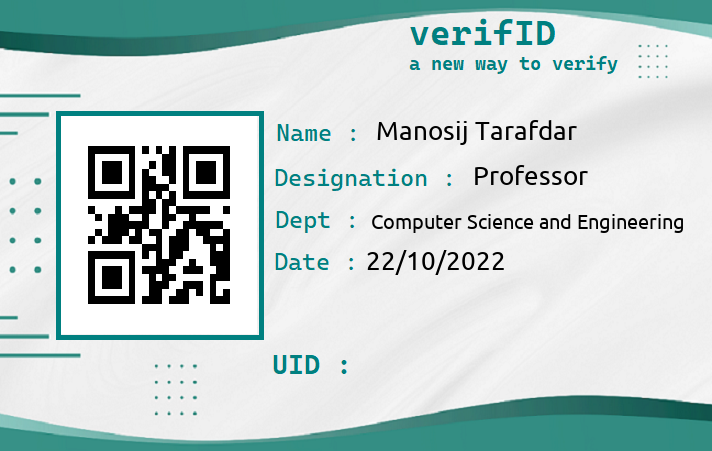 verifID
a new way to verify
Name : Manosij Tarafdar
Designation : Professor
Dept : Computer Science and Engineering
Date : 22/10/2022
UID :